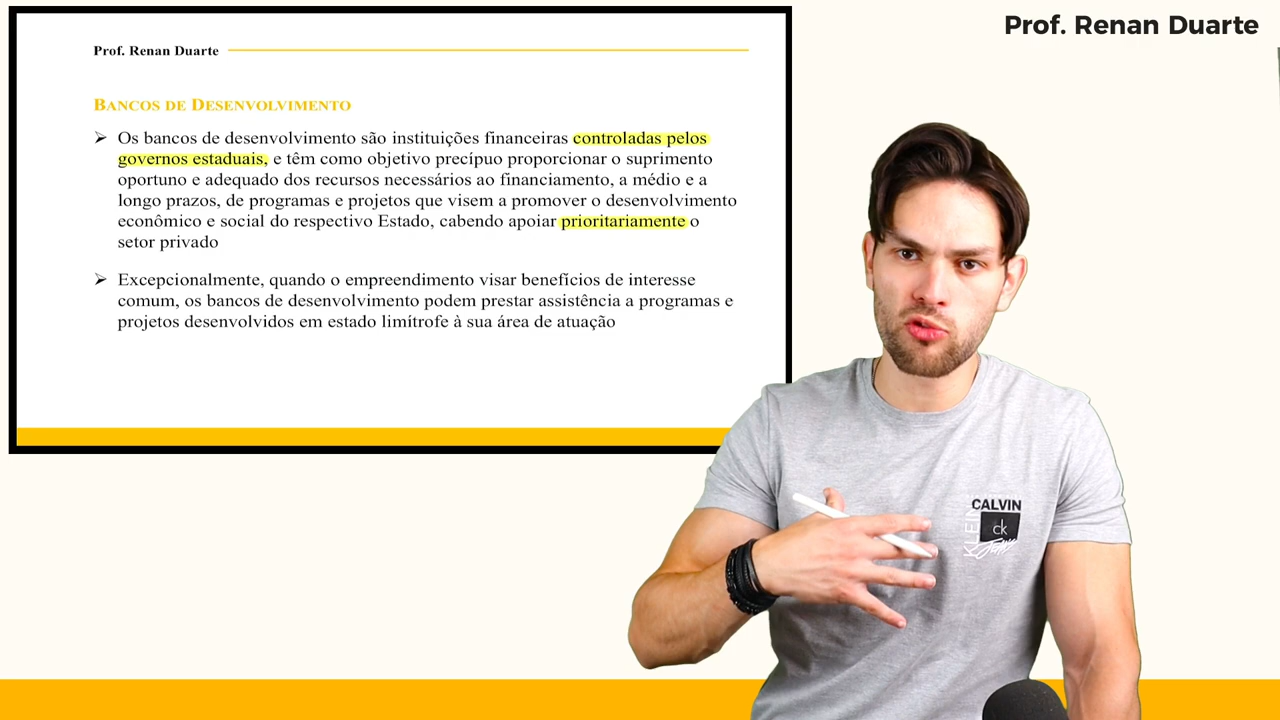 Prof. Renan Duarte
Prof. Renan Duarte
BANCOS DE DESENVOLVIMENTO
➢ Os bancos de desenvolvimento são instituições financeiras controladas pelos
governos estaduais, e têm como objetivo precípuo proporcionar o suprimento
oportuno e adequado dos recursos necessários ao financiamento, a médio e a
longo prazos, de programas e projetos que visem a promover o desenvolvimento
econômico e social do respectivo Estado, cabendo apoiar prioritariamente o
setor privado
➢ Excepcionalmente, quando o empreendimento visar benefícios de interesse
comum, os bancos de desenvolvimento podem prestar assistência a programas e
projetos desenvolvidos em estado limítrofe à sua área de atuação
CALVIN
KLEIN
ck
Jeans